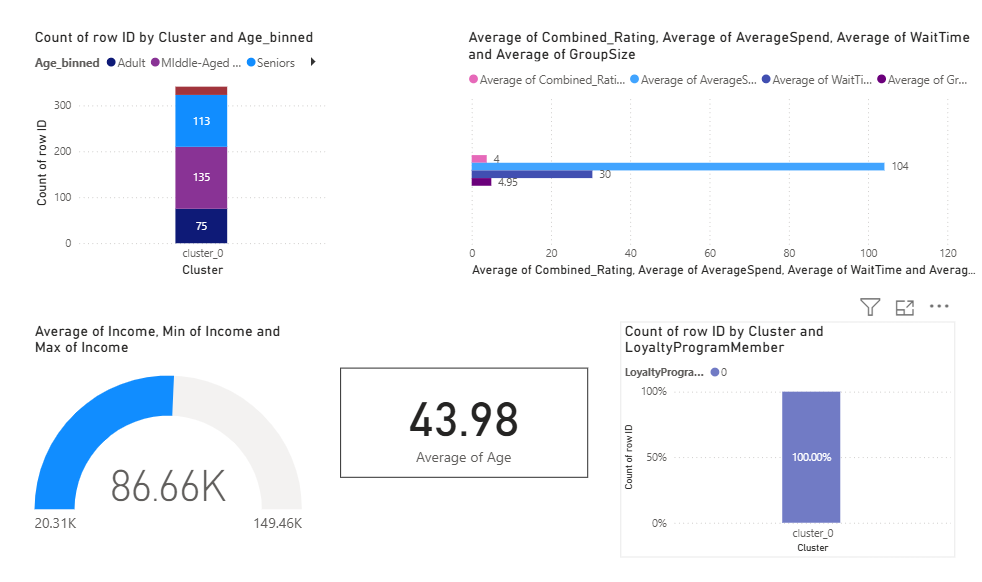 Count of row ID by Cluster and Age_binned
Age_binned Adult MIddle-Aged ... Seniors
300
200
100
0
113
135
75
Count of row ID
cluster_0
Cluster
Average of Combined_Rating, Average of AverageSpend, Average of WaitTime
and Average of GroupSize
Average of Combined_Rati... Average of AverageS... Average of WaitTi... Average of Gr...
4
104
30
4.95
0 20 40 60 80 100 120
Average of Combined_Rating, Average of AverageSpend, Average of WaitTime and Averag...
Average of Income, Min of Income and
Max of Income
86.66K
20.31K 149.46K
43.98
Average of Age
Count of row ID by Cluster and
LoyaltyProgramMember
LoyaltyProgra... 0
100%
50%
0%
100.00%
Count of row ID
cluster_0
Cluster